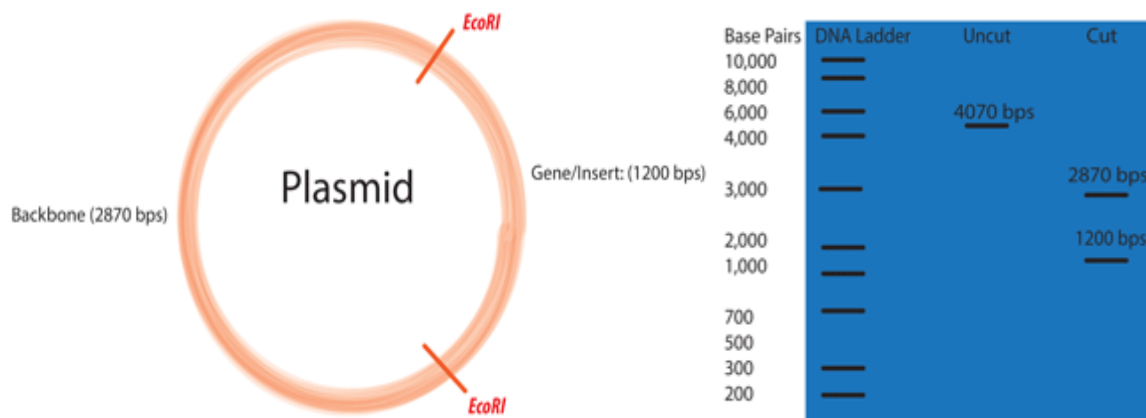 EcoRI
Plasmid
Backbone (2870 bps)
Gene/Insert: (1200 bps)
EcoRI
Base Pairs DNA Ladder Uncut Cut
10,000
8,000
6,000 4070 bps
4,000
3,000 2870 bps
2,000 1200 bps
1,000
700
500
300
200